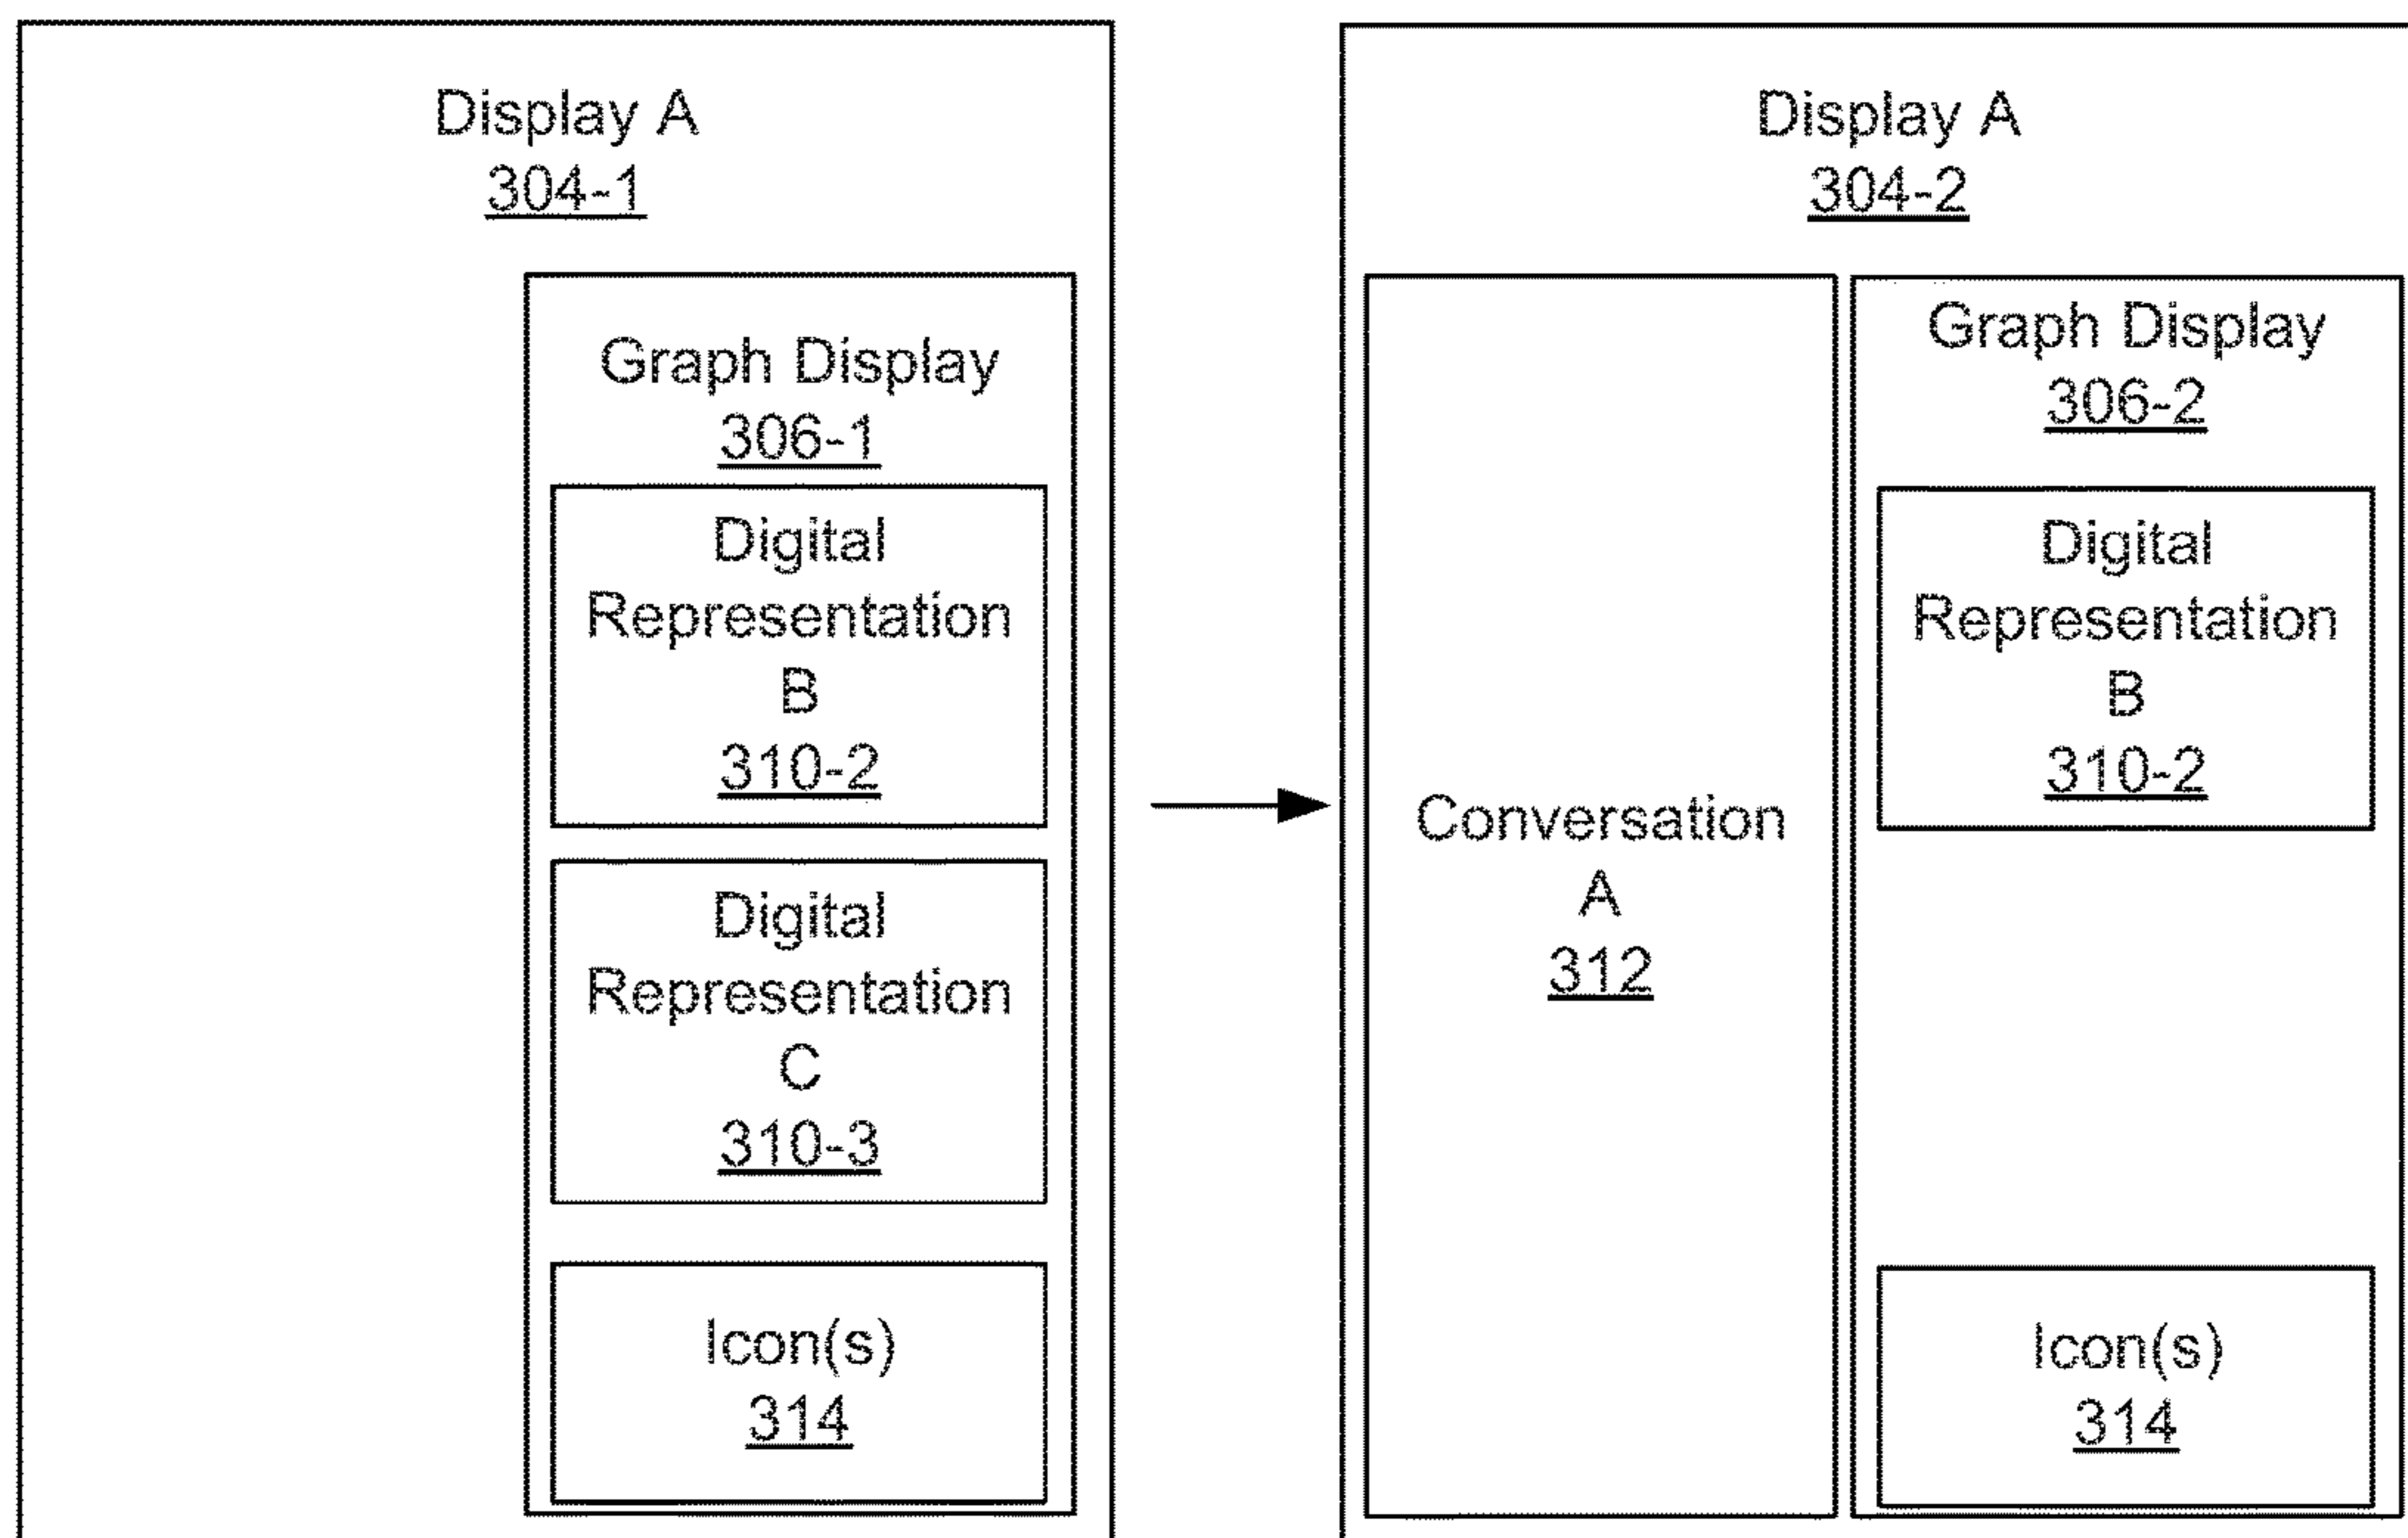 Display A
304-1
Graph Display
306-1
Digital
Representation
B
310-2
Digital
Representation
C
310-3
Icon(s)
314
Display A
304-2
Conversation
A
312
Graph Display
306-2
Digital
Representation
B
310-2
Icon(s)
314